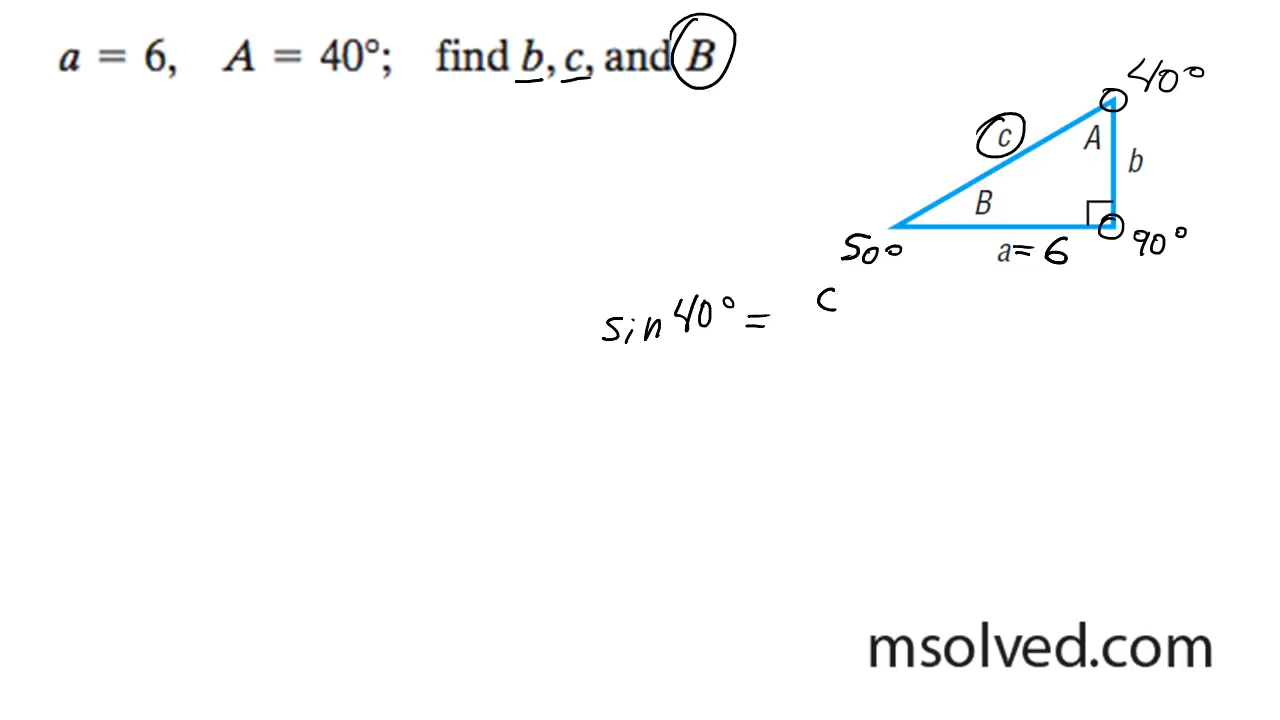 a = 6, A = 40°; find b, c, and B
40°
c
A
b
B
50°
a = 6
90°
sin 40° = c
msolved.com